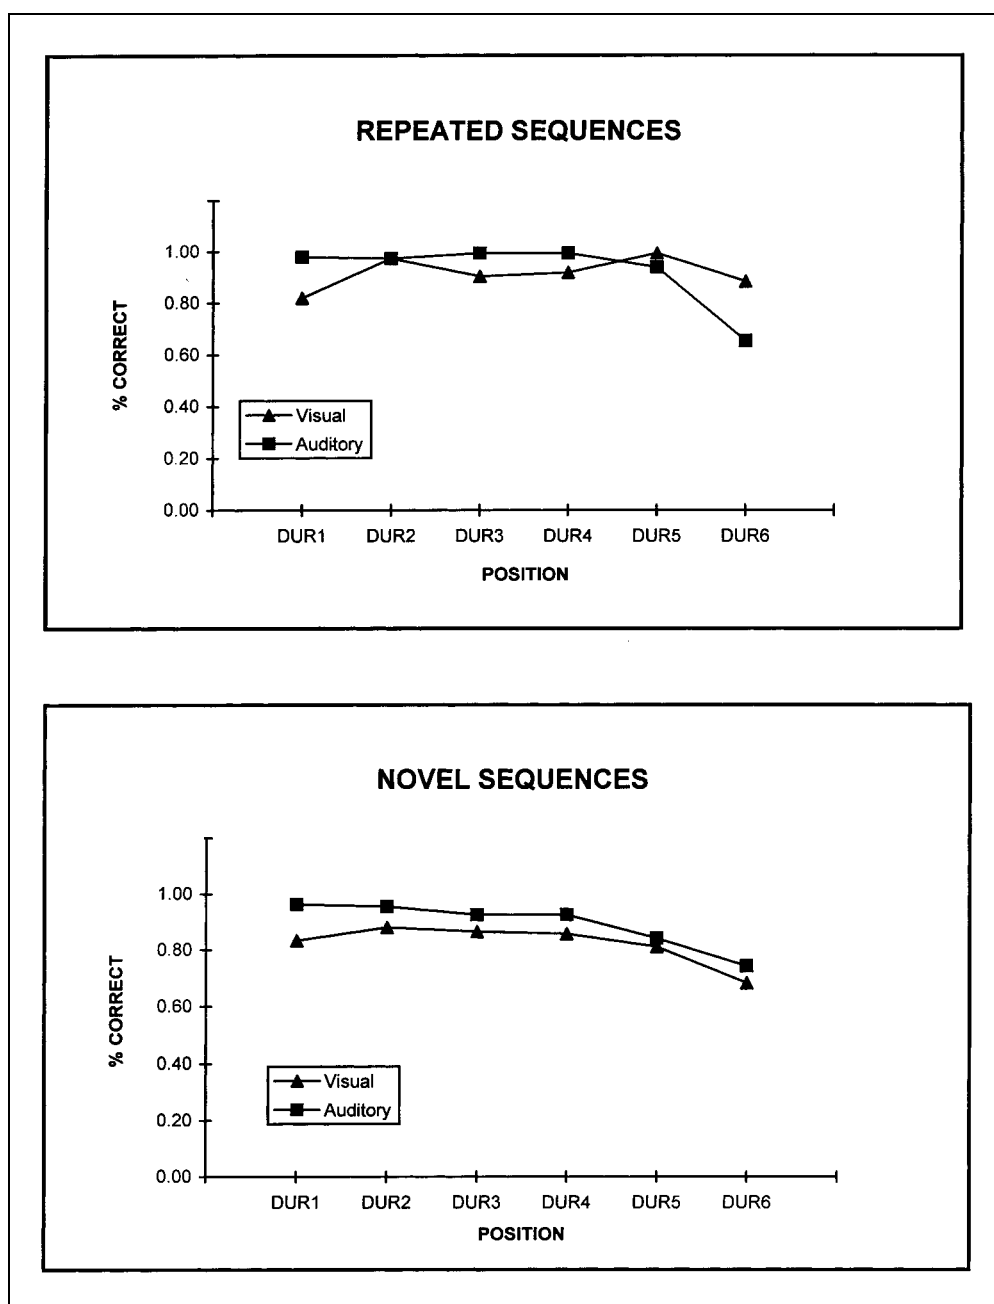 REPEATED SEQUENCES
1.00
0.80
0.60
0.40
0.20
0.00
% CORRECT
Visual
Auditory
DUR1 DUR2 DUR3 DUR4 DUR5 DUR6
POSITION
NOVEL SEQUENCES
1.00
0.80
0.60
0.40
0.20
0.00
% CORRECT
Visual
Auditory
DUR1 DUR2 DUR3 DUR4 DUR5 DUR6
POSITION